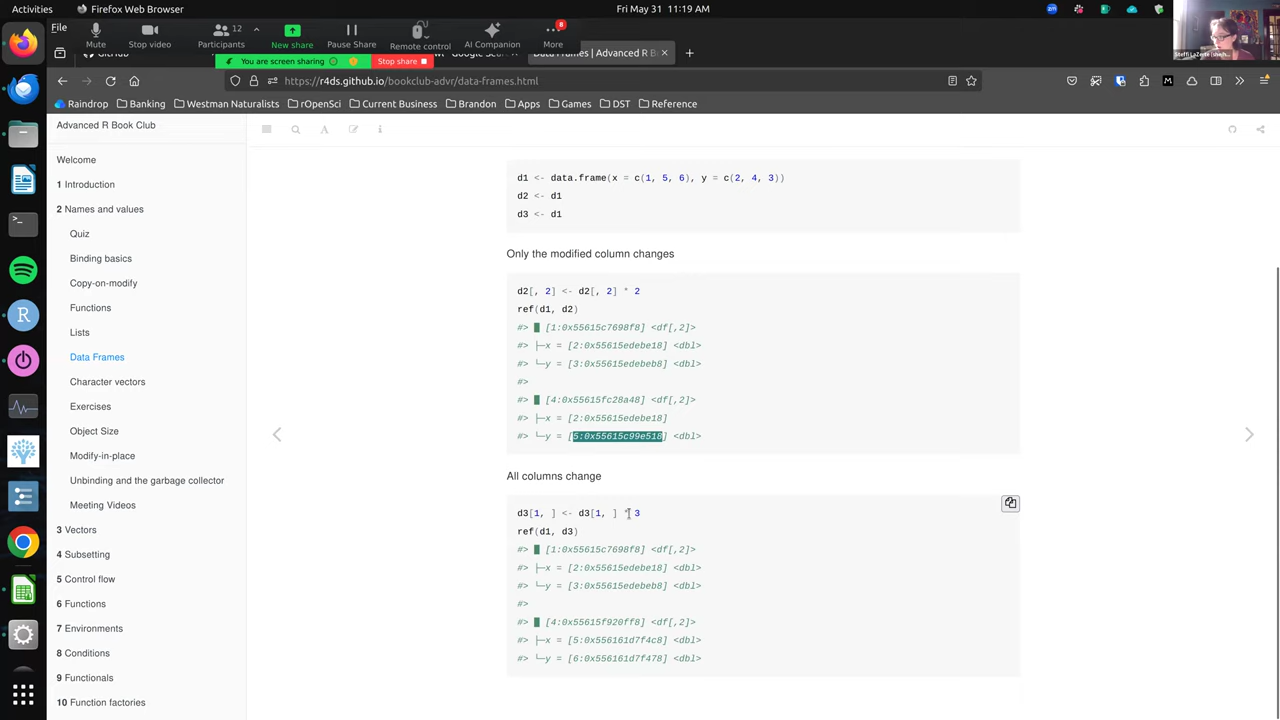 Activities
Firefox Web Browser
Fri May 31 11:19 AM
File
Mute
Stop video
12
Participants
New share
Pause Share
Remote control
AI Companion
8
More
You are screen sharing
Stop share
Data Frames | Advanced R B
https://r4ds.github.io/bookclub-advr/data-frames.html
Raindrop
Banking
Westman Naturalists
rOpenSci
Current Business
Brandon
Apps
Games
DST
Reference
Advanced R Book Club
Welcome
1 Introduction
2 Names and values
Quiz
Binding basics
Copy-on-modify
Functions
Lists
Data Frames
Character vectors
Exercises
Object Size
Modify-in-place
Unbinding and the garbage collector
Meeting Videos
3 Vectors
4 Subsetting
5 Control flow
6 Functions
7 Environments
8 Conditions
9 Functionals
10 Function factories
d1 <- data.frame(x = c(1, 5, 6), y = c(2, 4, 3))
d2 <- d1
d3 <- d1
Only the modified column changes
d2[, 2] <- d2[, 2] * 2
ref(d1, d2)
#> █ [1:0x55615c7698f8] <df[,2]>
#> ├─x = [2:0x55615edebe18] <dbl>
#> └─y = [3:0x55615edebeb8] <dbl>
#>
#> █ [4:0x55615fc28a48] <df[,2]>
#> ├─x = [2:0x55615edebe18]
#> └─y = [5:0x55615c99e518] <dbl>
All columns change
d3[1, ] <- d3[1, ] * 3
ref(d1, d3)
#> █ [1:0x55615c7698f8] <df[,2]>
#> ├─x = [2:0x55615edebe18] <dbl>
#> └─y = [3:0x55615edebeb8] <dbl>
#>
#> █ [4:0x55615f920ff8] <df[,2]>
#> ├─x = [5:0x556161d7f4c8] <dbl>
#> └─y = [6:0x556161d7f478] <dbl>